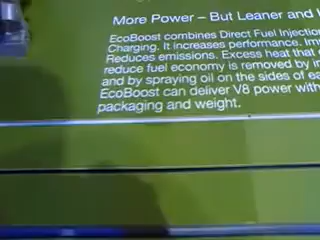 More Power – But Leaner and
EcoBoost combines Direct Fuel Injection
Charging. It increases performance.
Reduces emissions. Excess heat that
reduce fuel economy is removed by
and by spraying oil on the sides of
EcoBoost can deliver V8 power with
packaging and weight.